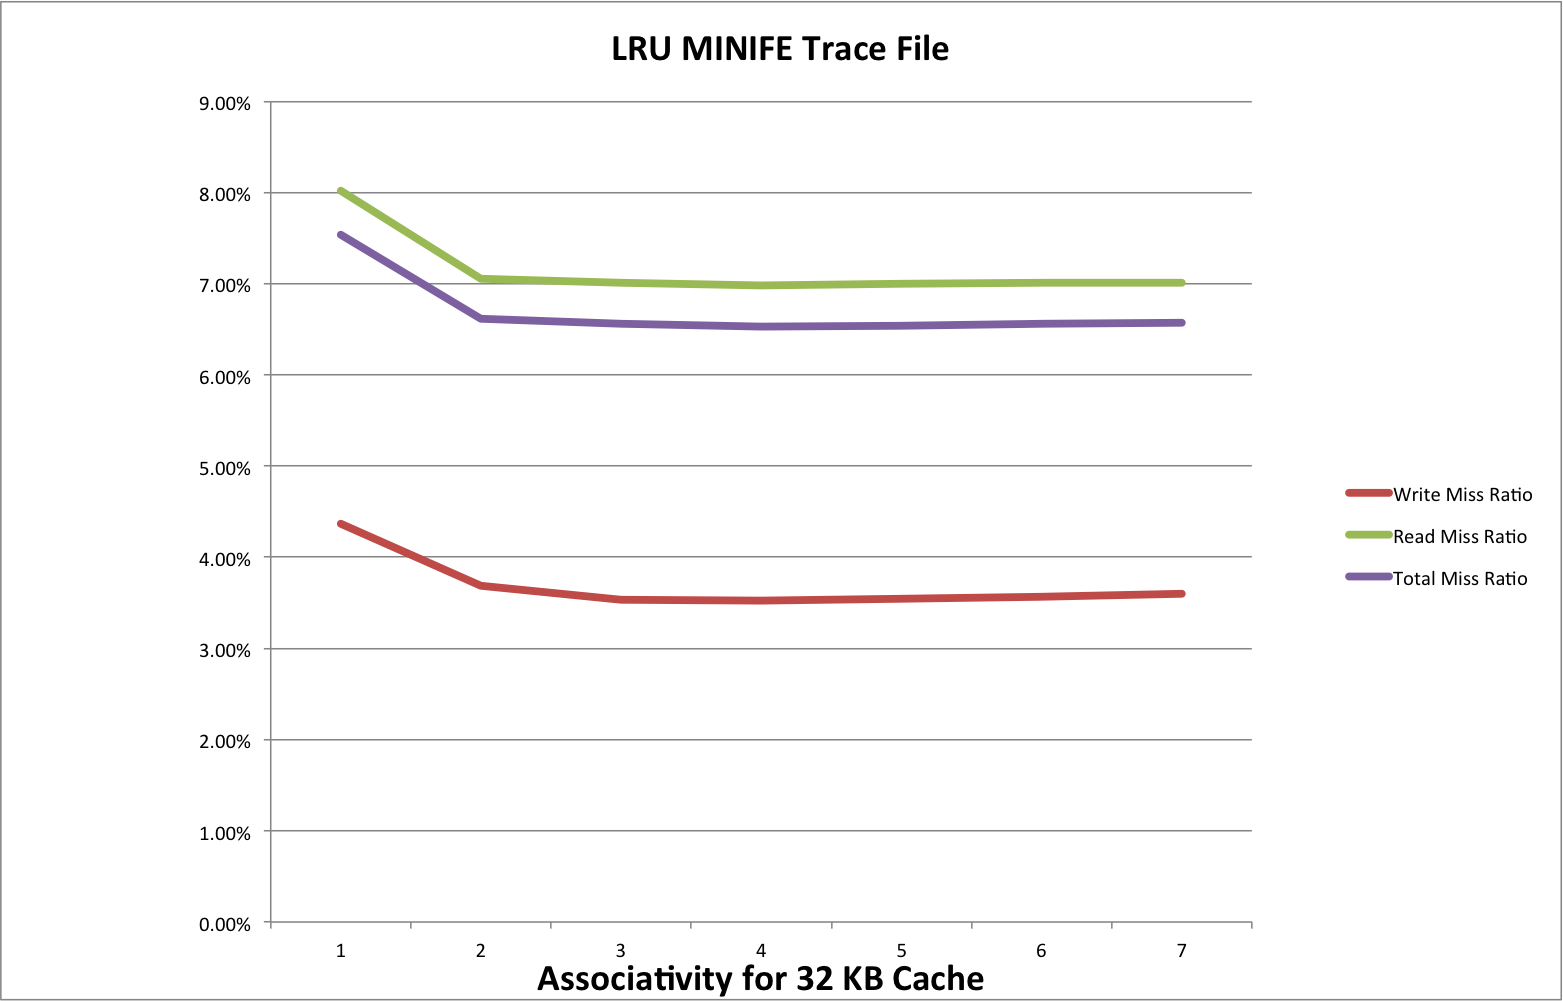 LRU MINIFE Trace File
9.00%
8.00%
7.00%
6.00%
5.00%
4.00%
3.00%
2.00%
1.00%
0.00%
Write Miss Ratio
Read Miss Ratio
Total Miss Ratio
1 2 3 4 5 6 7
Associativity for 32 KB Cache